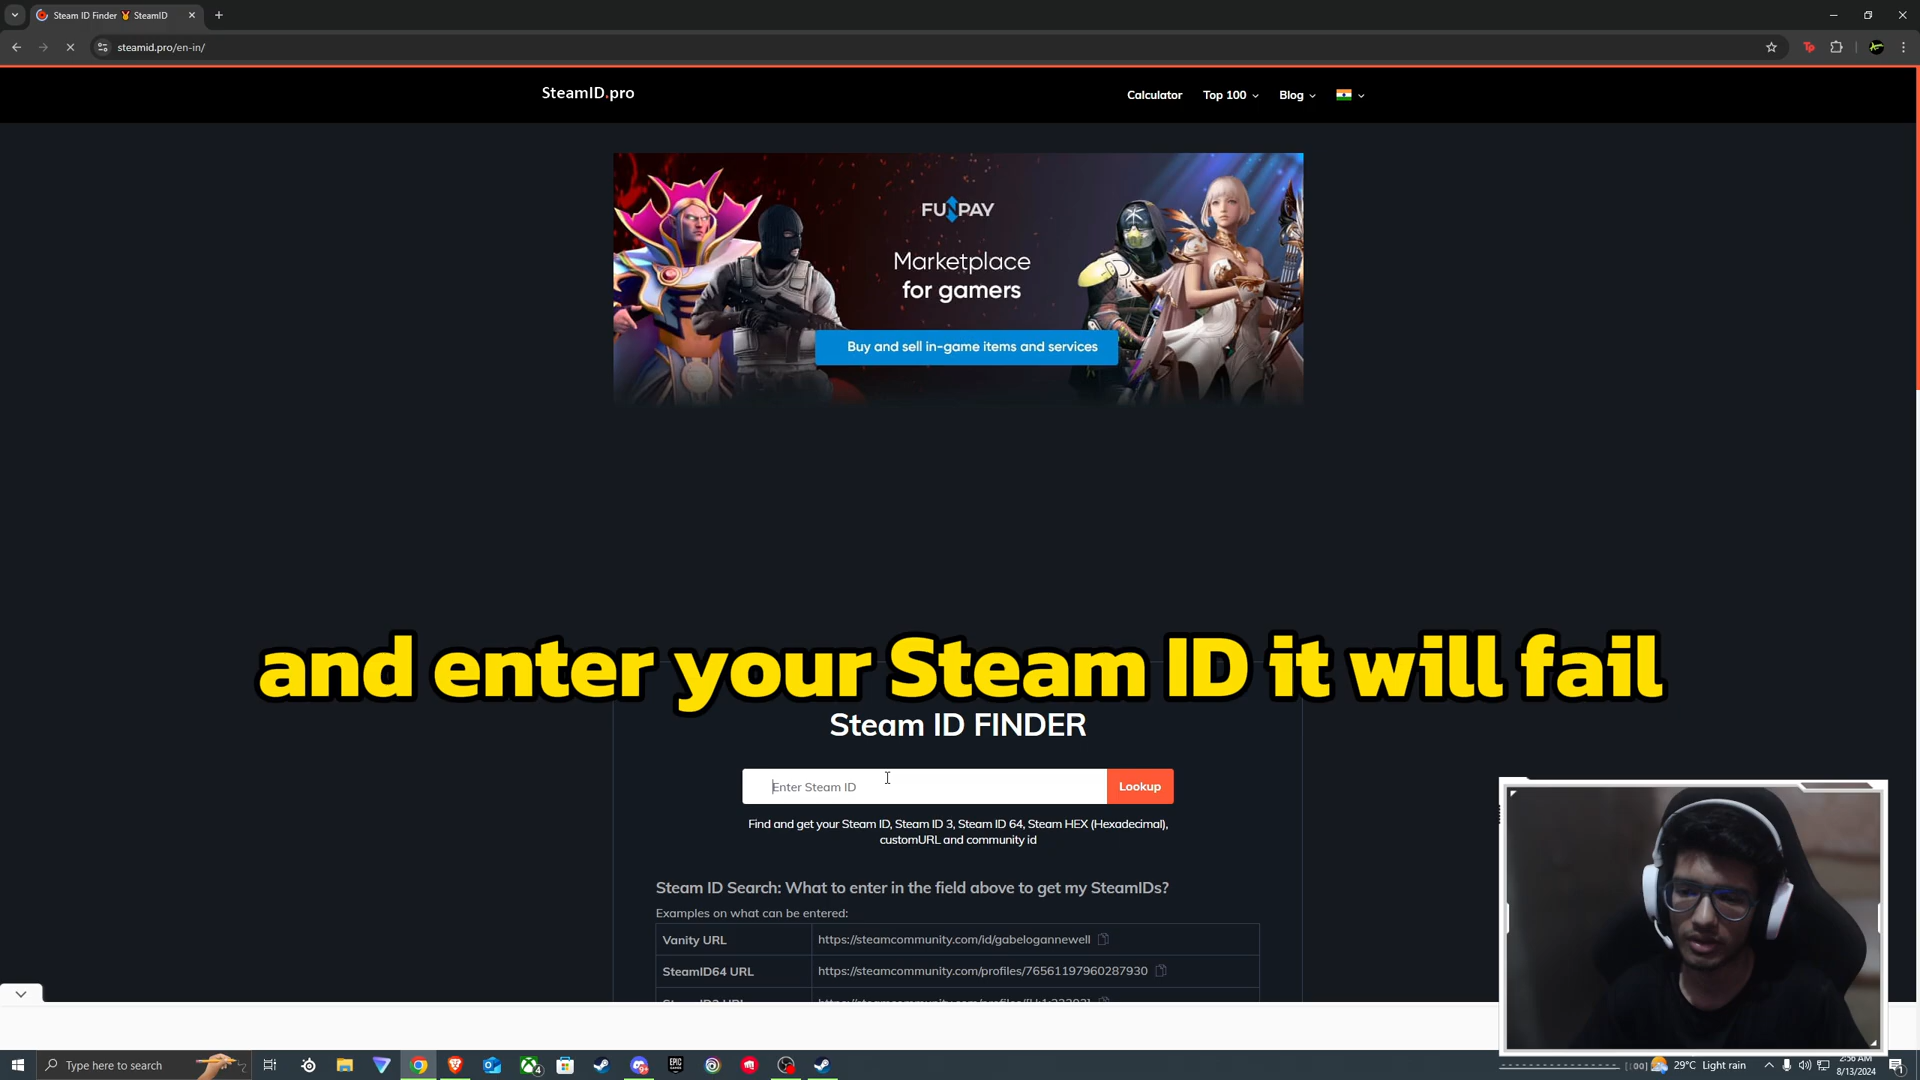 Steam ID Finder 🏅 SteamID
steamid.pro/en-in/
SteamID.pro
Calculator
Top 100
Blog
FUNPAY
Marketplace
for gamers
Buy and sell in-game items and services
and enter your Steam ID it will fail
Steam ID FINDER
Enter Steam ID
Lookup
Find and get your Steam ID, Steam ID 3, Steam ID 64, Steam HEX (Hexadecimal),
customURL and community id
Steam ID Search: What to enter in the field above to get my SteamIDs?
Examples on what can be entered:
Vanity URL
https://steamcommunity.com/id/gabelogannewell
SteamID64 URL
https://steamcommunity.com/profiles/76561197960287930
Type here to search
29°C Light rain
2:56 AM
8/13/2024